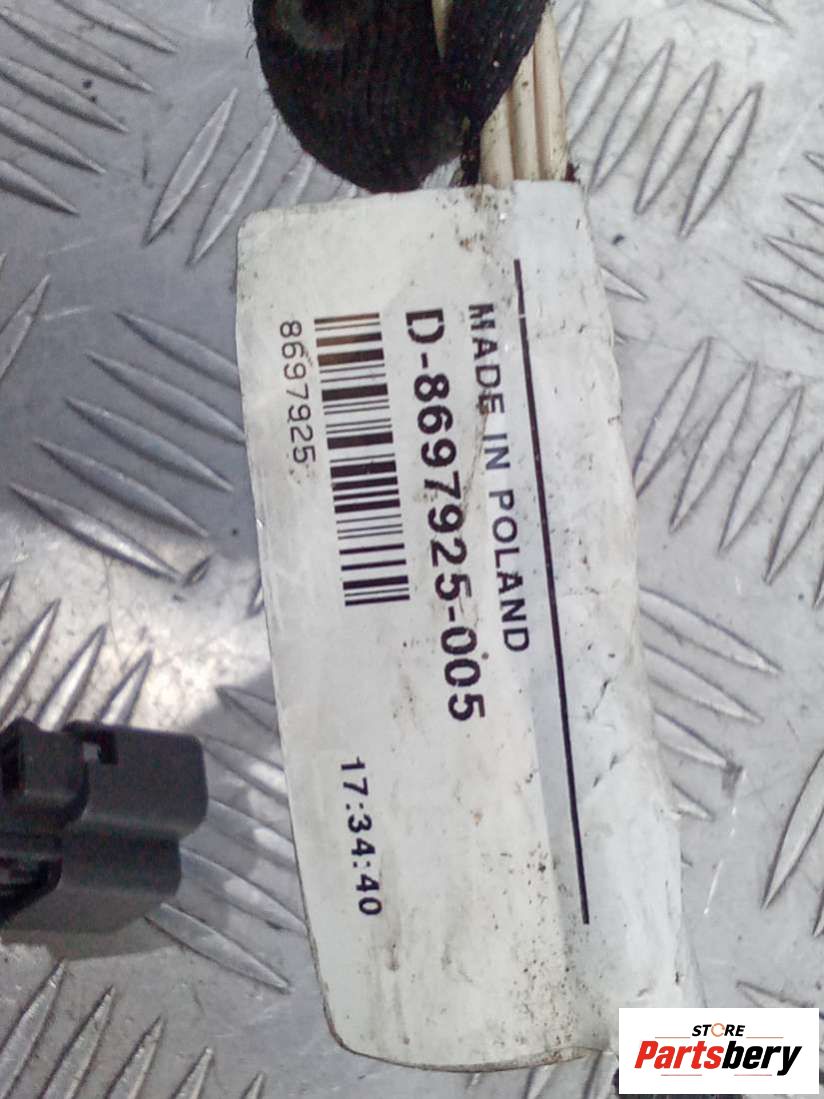 MADE IN POLAND
D-8697925-005
8697925
17:34:40
STORE
Partsbery